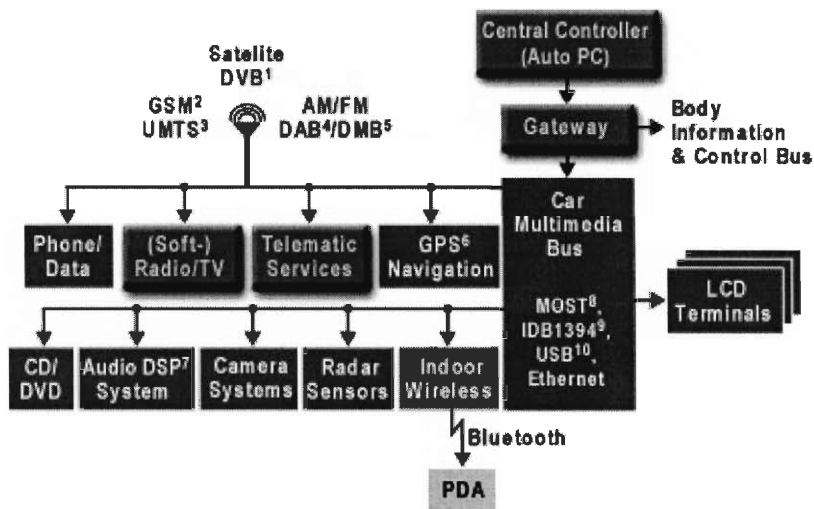 Central Controller
(Auto PC)
Satelite
DVB¹
GSM²
UMTS³
AM/FM
DAB⁴/DMB⁵
Gateway
Body
Information
& Control Bus
Phone/
Data
(Soft-)
Radio/TV
Telematic
Services
GPS⁶
Navigation
Car
Multimedia
Bus
MOST⁸,
IDB1394⁹,
USB¹⁰,
Ethernet
LCD
Terminals
CD/
DVD
Audio DSP⁷
System
Camera
Systems
Radar
Sensors
Indoor
Wireless
Bluetooth
PDA